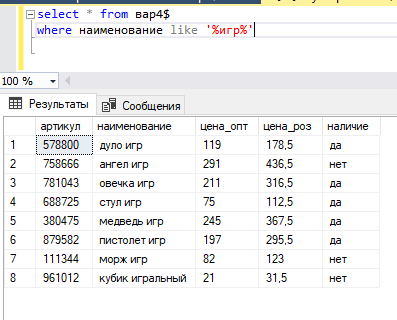 select * from вар4$
where наименование like '%игр%'
100 %
Результаты Сообщения
артикул наименование цена_опт цена_роз наличие
1 578800 дуло игр 119 178,5 да
2 758666 ангел игр 291 436,5 нет
3 781043 овечка игр 211 316,5 да
4 688725 стул игр 75 112,5 да
5 380475 медведь игр 245 367,5 да
6 879582 пистолет игр 197 295,5 да
7 111344 морж игр 82 123 нет
8 961012 кубик игральный 21 31,5 нет